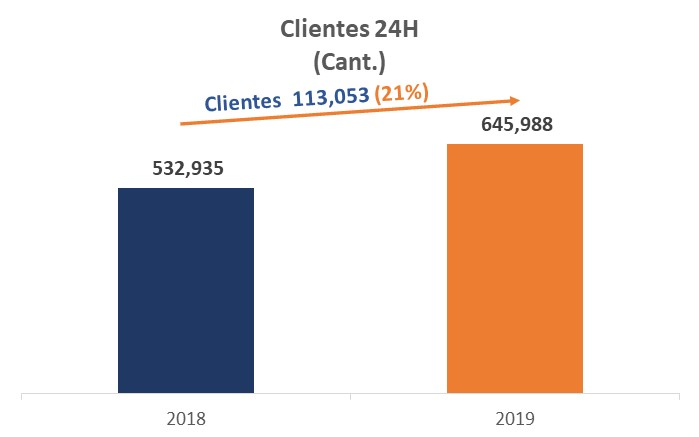 Clientes 24H
(Cant.)
Clientes 113,053 (21%)
645,988
532,935
2018
2019